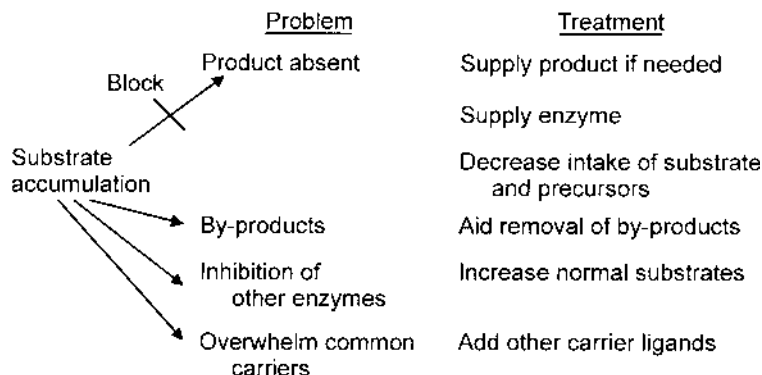 Problem Treatment
Product absent Supply product if needed
Block
Supply enzyme
Substrate
accumulation
Decrease intake of substrate
and precursors
By-products Aid removal of by-products
Inhibition of
other enzymes
Increase normal substrates
Overwhelm common
carriers
Add other carrier ligands